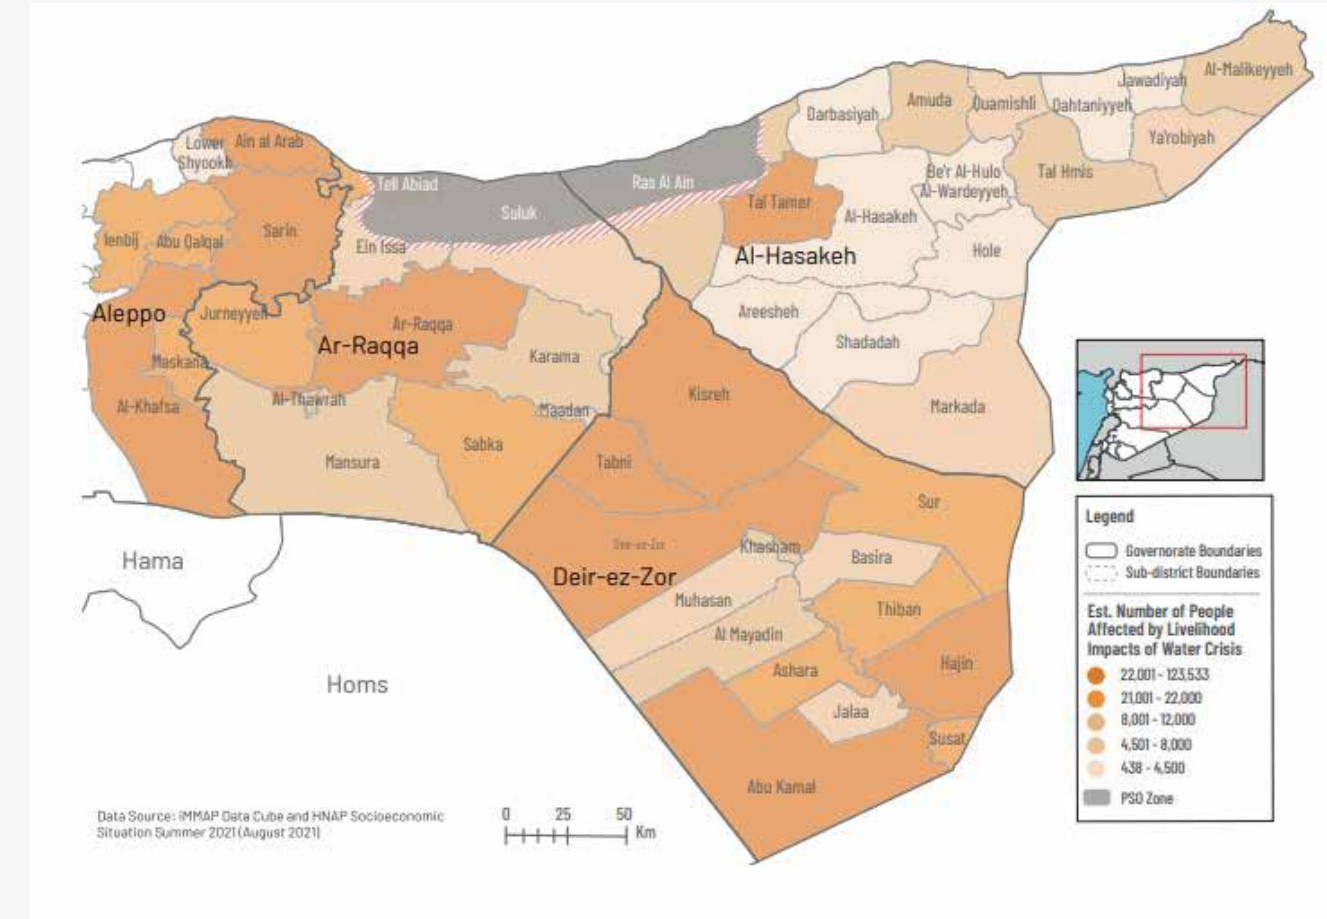 Al-Malikeyyeh
Jawadiyah
Amuda
Quamishli
Qahtaniyyeh
Darbasiyah
Ya'robiyah
Lower
Shyookh
Ain al Arab
Be'r Al-Hulo
Al-Wardeyyeh
Tal Hmis
Tell Abiad
Ras Al Ain
Suluk
Tal Tamer
Al-Hasakeh
Sarin
lenbij
Abu Qalqal
Ein Issa
Hole
Al-Hasakeh
Aleppo
Jurneyyeh
Ar-Raqqa
Ar-Raqqa
Areesheh
Shadadah
Maskana
Karama
Al-Khafsa
Al-Thawrah
Maadan
Kisreh
Markada
Sabka
Mansura
Tabni
Sur
Hama
Deir-ez-Zor
Khasham
Basira
Deir-ez-Zor
Muhasan
Thiban
Al Mayadin
Ashara
Hajin
Homs
Jalaa
Susat
Abu Kamal
Legend
Governorate Boundaries
Sub-district Boundaries
Est. Number of People
Affected by Livelihood
Impacts of Water Crisis
22,001 - 123,533
21,001 - 22,000
8,001 - 12,000
4,501 - 8,000
438 - 4,500
PSO Zone
Data Source: iMMAP Data Cube and HNAP Socioeconomic
Situation Summer 2021 (August 2021)
0 25 50
Km